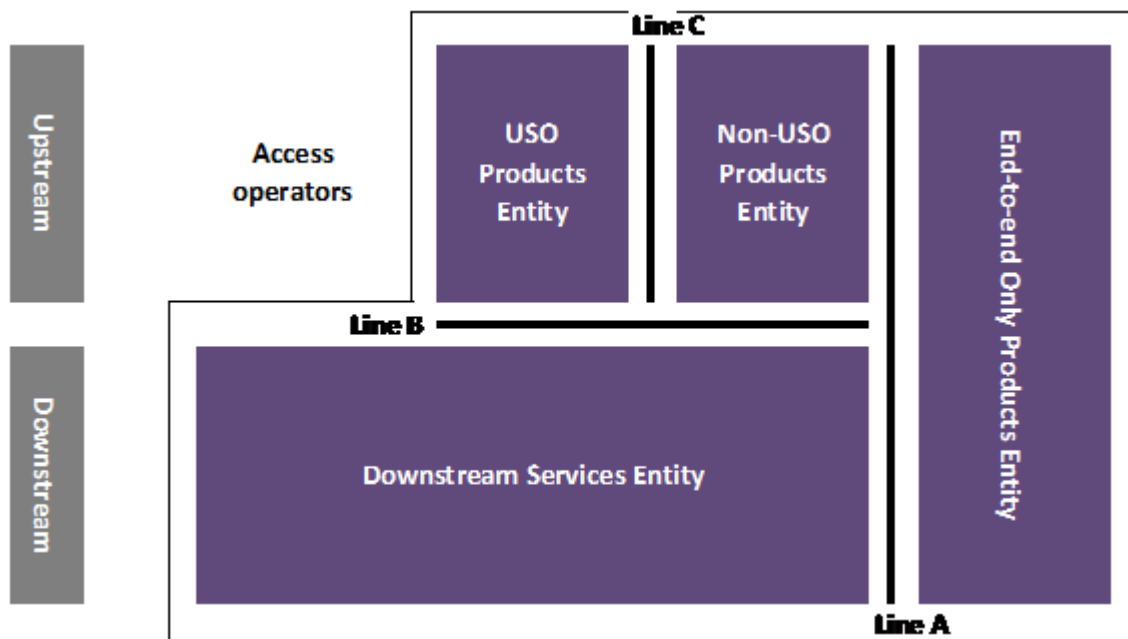 Line C
Upstream
Access
operators
USO
Products
Entity
Non-USO
Products
Entity
End-to-end Only Products Entity
Line B
Downstream
Downstream Services Entity
Line A